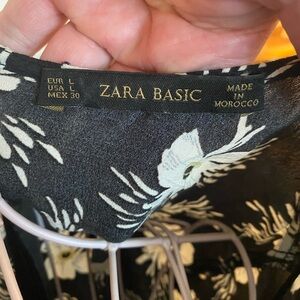 EUR L
USA L
MEX 30
ZARA BASIC
MADE
IN
MOROCCO